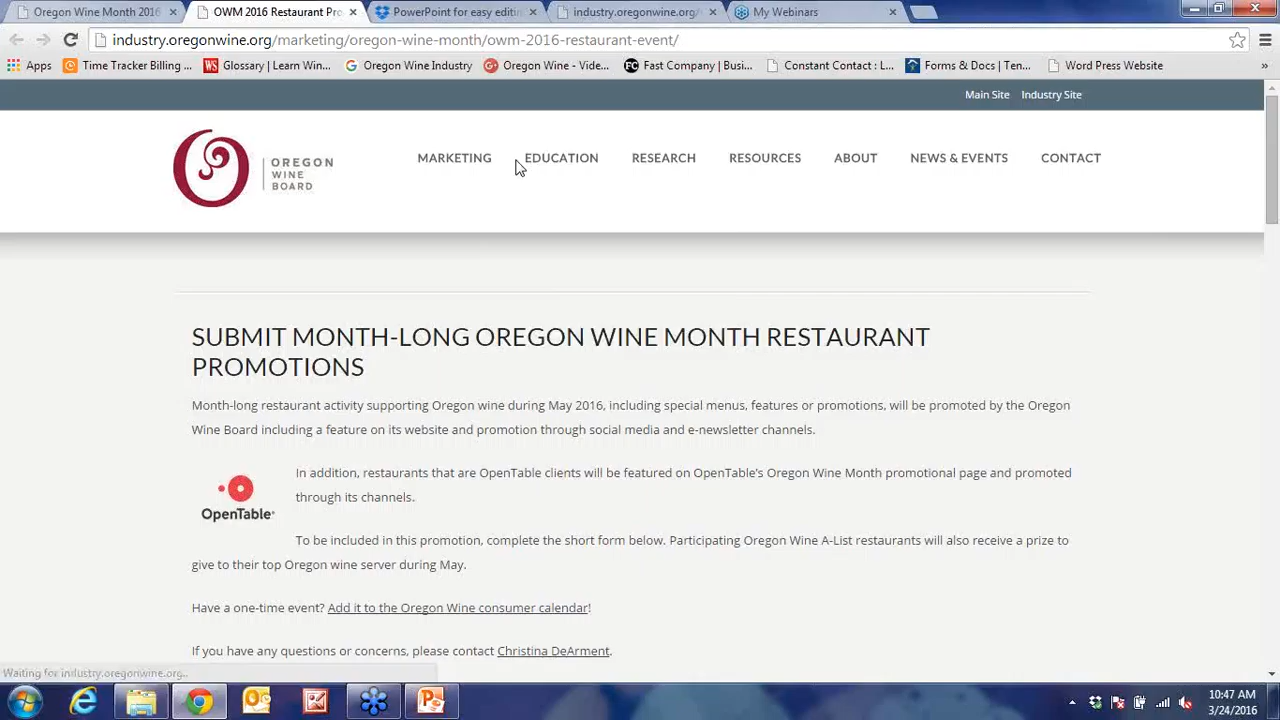 Oregon Wine Month 2016
OWM 2016 Restaurant Pro
PowerPoint for easy editin
industry.oregonwine.org/
My Webinars
industry.oregonwine.org/marketing/oregon-wine-month/owm-2016-restaurant-event/
Apps Time Tracker Billing ... Glossary | Learn Win... Oregon Wine Industry Oregon Wine - Vide... Fast Company | Busi... Constant Contact : L... Forms & Docs | Ten... Word Press Website »
Main Site Industry Site
OREGON
WINE
BOARD
MARKETING EDUCATION RESEARCH RESOURCES ABOUT NEWS & EVENTS CONTACT
SUBMIT MONTH-LONG OREGON WINE MONTH RESTAURANT
PROMOTIONS
Month-long restaurant activity supporting Oregon wine during May 2016, including special menus, features or promotions, will be promoted by the Oregon
Wine Board including a feature on its website and promotion through social media and e-newsletter channels.
In addition, restaurants that are OpenTable clients will be featured on OpenTable's Oregon Wine Month promotional page and promoted
through its channels.
OpenTable
To be included in this promotion, complete the short form below. Participating Oregon Wine A-List restaurants will also receive a prize to
give to their top Oregon wine server during May.
Have a one-time event? Add it to the Oregon Wine consumer calendar!
If you have any questions or concerns, please contact Christina DeArment.
Waiting for industry.oregonwine.org...
10:47 AM
3/24/2016